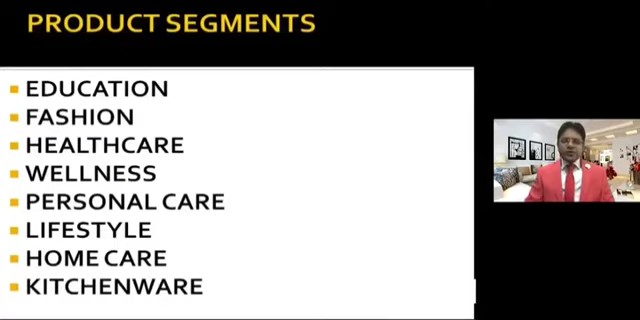 PRODUCT SEGMENTS
EDUCATION
FASHION
HEALTHCARE
WELLNESS
PERSONAL CARE
LIFESTYLE
HOME CARE
KITCHENWARE